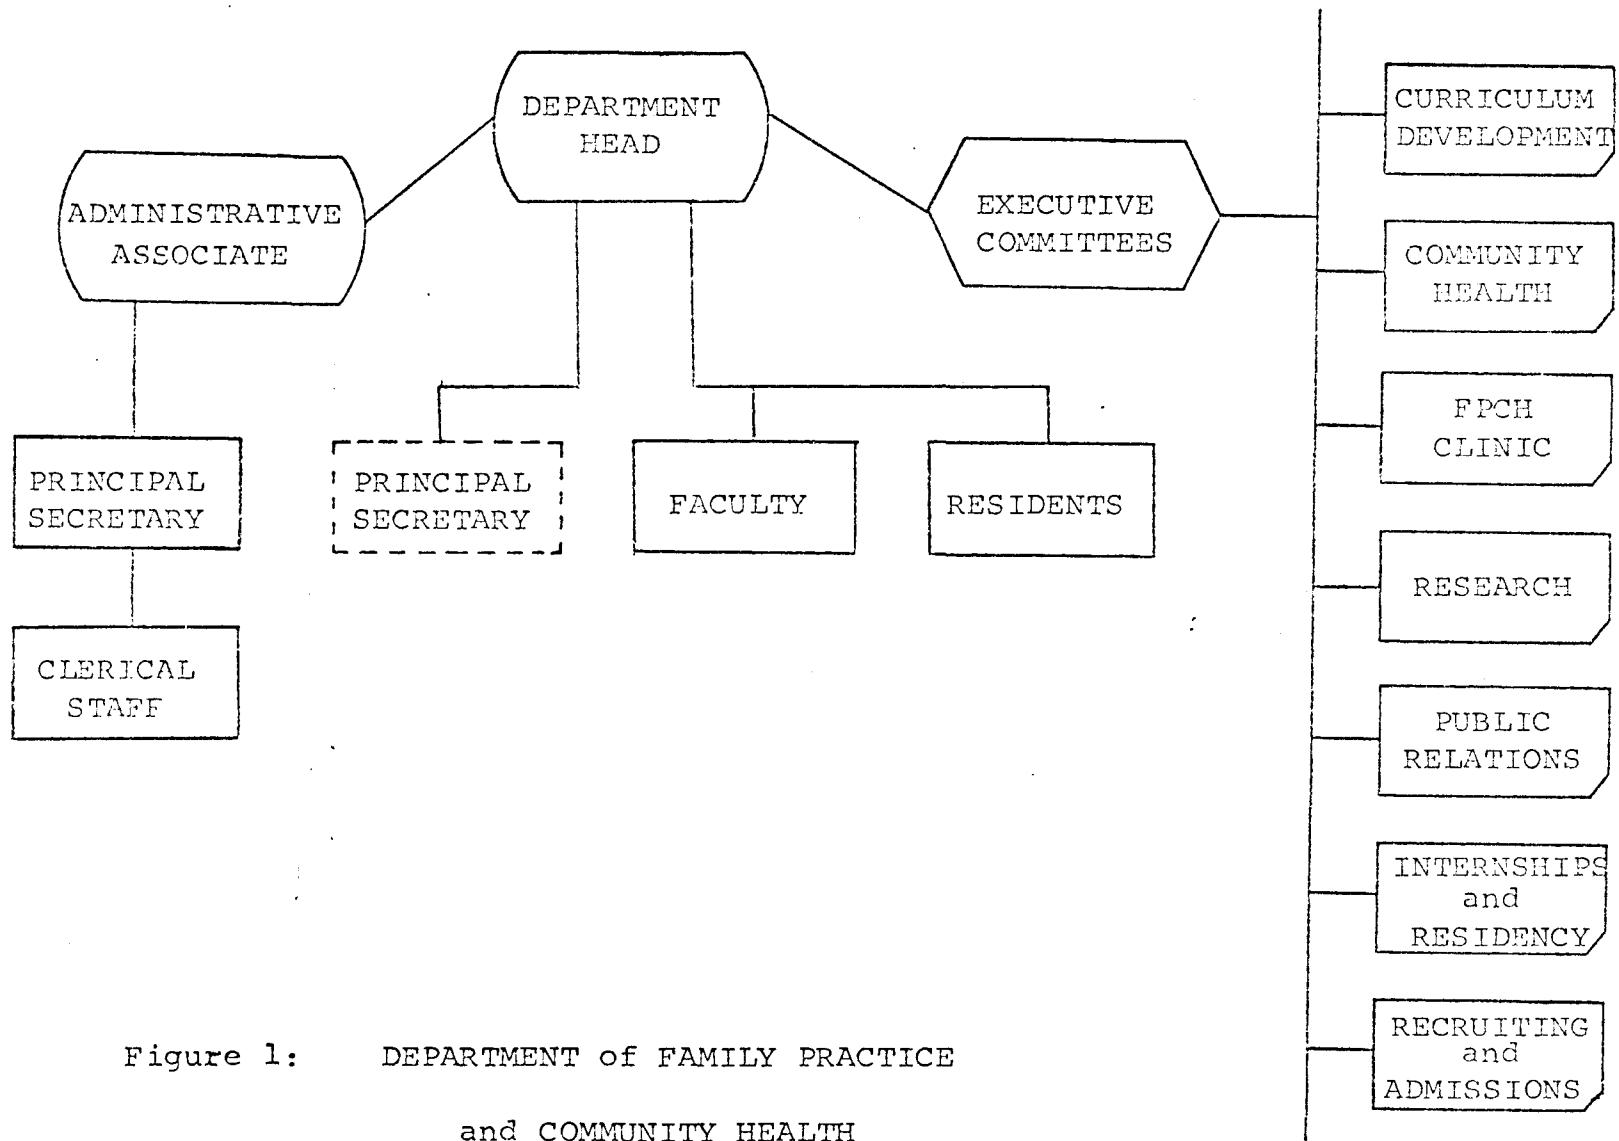 DEPARTMENT
HEAD
ADMINISTRATIVE
ASSOCIATE
EXECUTIVE
COMMITTEES
PRINCIPAL
SECRETARY
CLERICAL
STAFF
PRINCIPAL
SECRETARY
FACULTY
RESIDENTS
CURRICULUM
DEVELOPMENT
COMMUNITY
HEALTH
FPCH
CLINIC
RESEARCH
PUBLIC
RELATIONS
INTERNSHIPS
and
RESIDENCY
RECRUITING
and
ADMISSIONS
Figure 1: DEPARTMENT of FAMILY PRACTICE
and COMMUNITY HEALTH